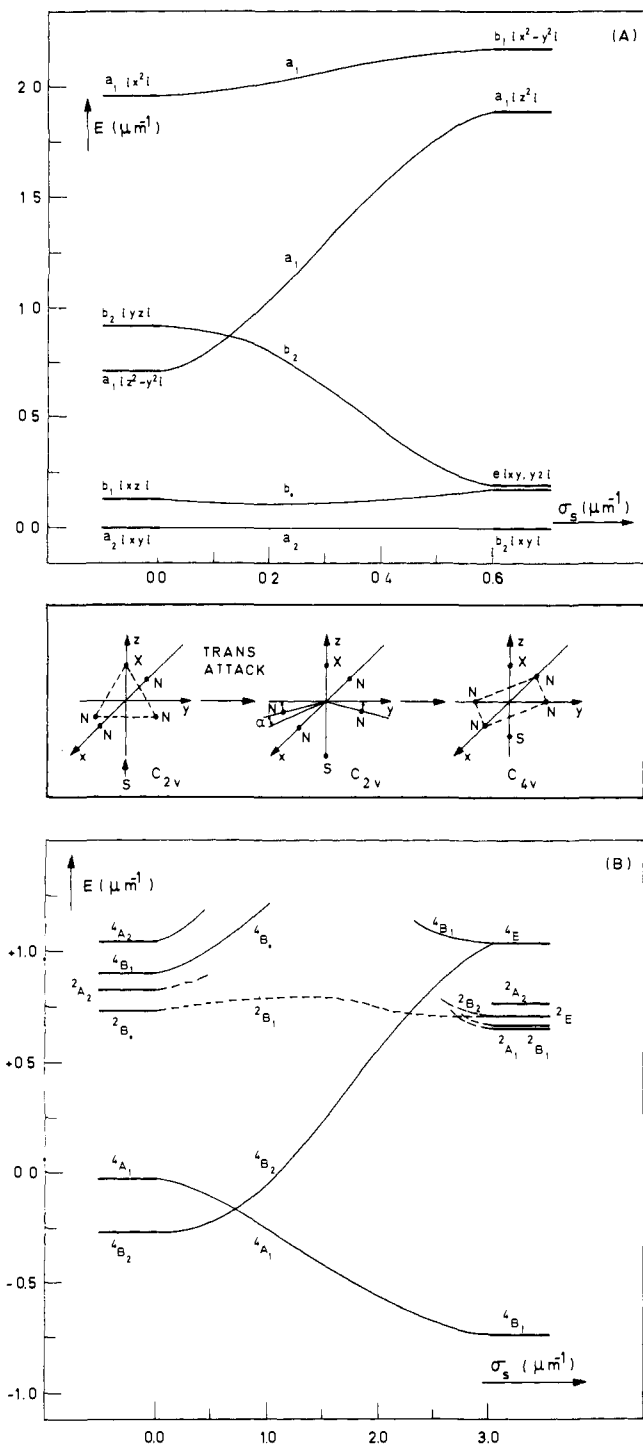 (A)
b₁ [x²-y²]
a₁ [x²]
a₁
a₁ [z²]
2 0
E (μm⁻¹)
1 5
a₁
1 0
b₂ [yz]
b₂
a₁ [z²-y²]
0 5
e [xy, yz]
b₁ [xz]
b.
σₛ (μm⁻¹)
0 0
a₂ [xy]
a₂
b₂ [xy]
0.0 0.2 0.4 0.6
z z z
X TRANS ATTACK X X
N N N
N N y N α N y N N y
N N N
x x x
S C₂ᵥ S C₂ᵥ S C₄ᵥ
(B)
E (μm⁻¹)
⁴A₂ ⁴B₁ ⁴E
+1.0
⁴B₁ ⁴B.
²A₂ ²B₂ ²A₂
²B. ²B₁ ²E
²A₁ ²B₁
+0.5
⁴A₁ ⁴B₂
0.0
⁴B₂ ⁴A₁
-0.5
⁴B₁
σₛ (μm⁻¹)
-1.0
0.0 1.0 2.0 3.0